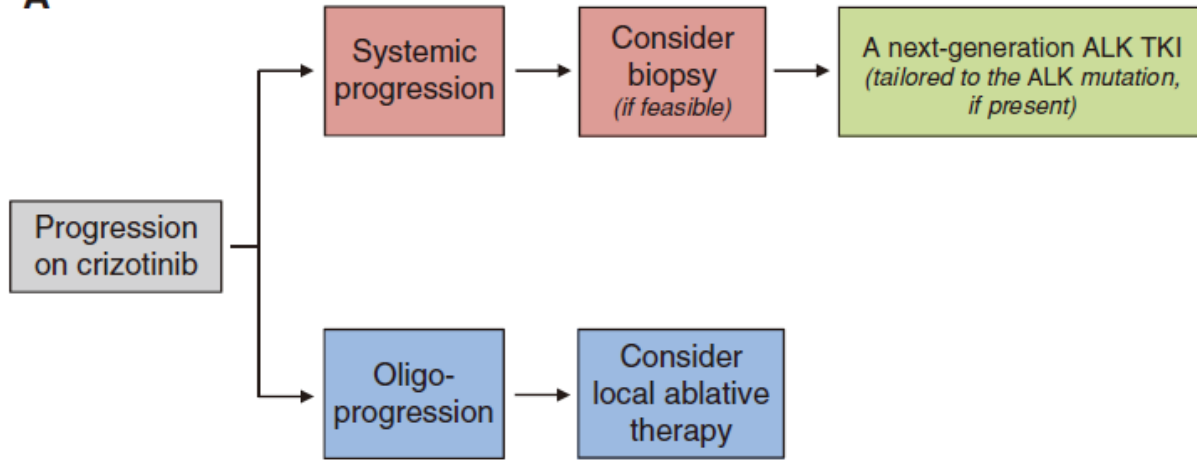 A
Systemic
progression
Consider
biopsy
(if feasible)
A next-generation ALK TKI
(tailored to the ALK mutation,
if present)
Progression
on crizotinib
Oligo-
progression
Consider
local ablative
therapy